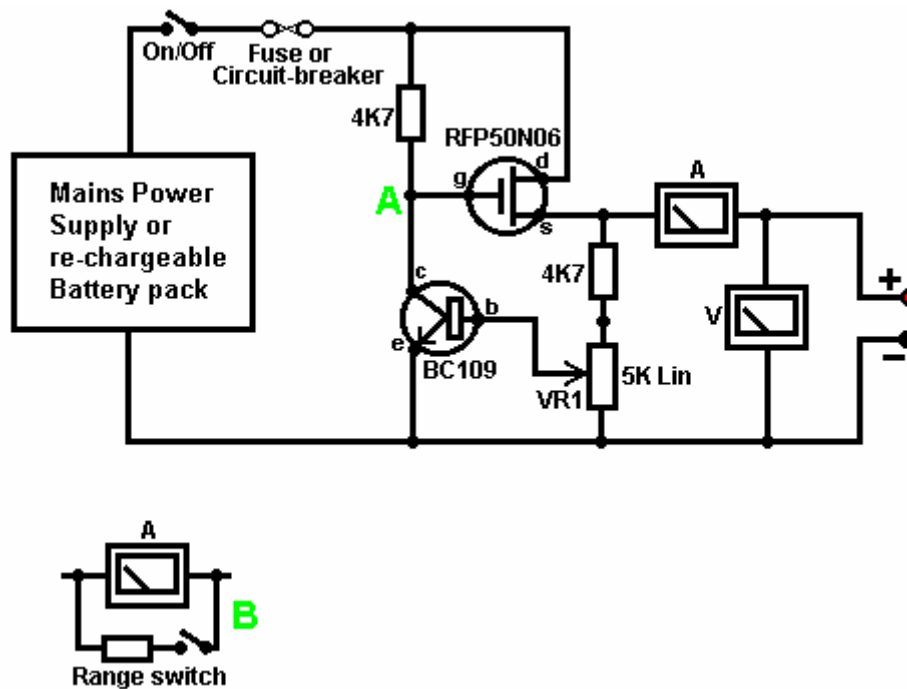 On/Off
Fuse or
Circuit-breaker
4K7
RFP50N06
d
g
s
A
A
Mains Power
Supply or
re-chargeable
Battery pack
4K7
c
b
e
BC109
VR1
5K Lin
V
+
–
A
B
Range switch